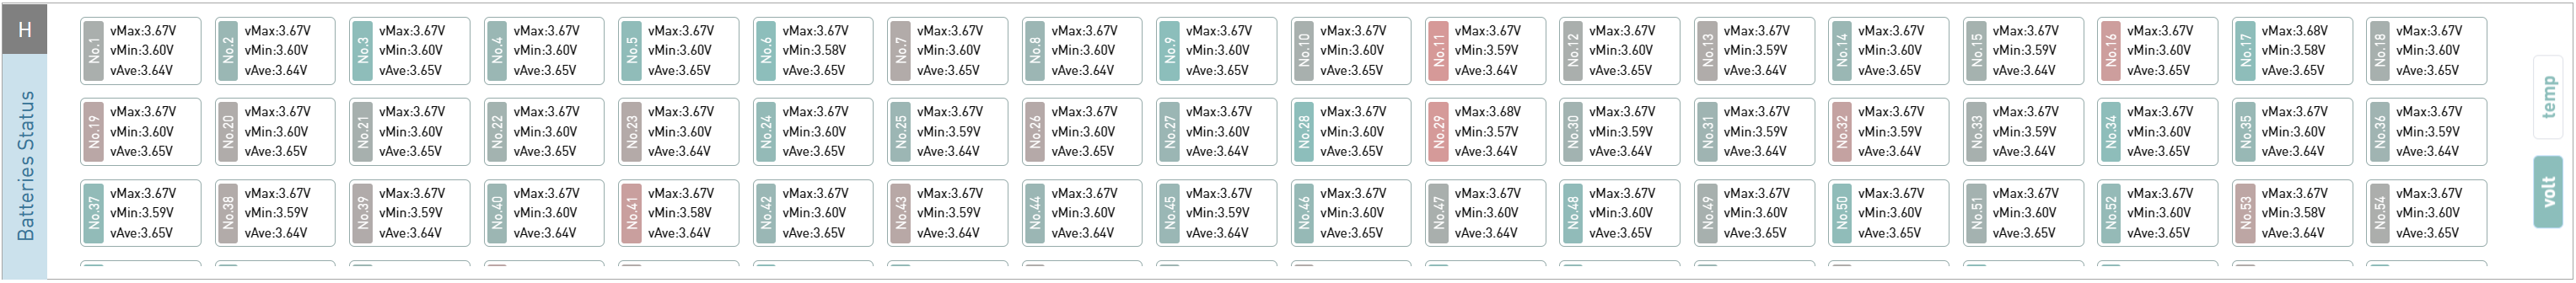 H
Batteries Status
No.1
vMax:3.67V
vMin:3.60V
vAve:3.64V
No.2
vMax:3.67V
vMin:3.60V
vAve:3.64V
No.3
vMax:3.67V
vMin:3.60V
vAve:3.65V
No.4
vMax:3.67V
vMin:3.60V
vAve:3.65V
No.5
vMax:3.67V
vMin:3.60V
vAve:3.65V
No.6
vMax:3.67V
vMin:3.58V
vAve:3.65V
No.7
vMax:3.67V
vMin:3.60V
vAve:3.65V
No.8
vMax:3.67V
vMin:3.60V
vAve:3.64V
No.9
vMax:3.67V
vMin:3.60V
vAve:3.65V
No.10
vMax:3.67V
vMin:3.60V
vAve:3.65V
No.11
vMax:3.67V
vMin:3.59V
vAve:3.64V
No.12
vMax:3.67V
vMin:3.60V
vAve:3.65V
No.13
vMax:3.67V
vMin:3.59V
vAve:3.64V
No.14
vMax:3.67V
vMin:3.60V
vAve:3.65V
No.15
vMax:3.67V
vMin:3.59V
vAve:3.64V
No.16
vMax:3.67V
vMin:3.60V
vAve:3.65V
No.17
vMax:3.68V
vMin:3.58V
vAve:3.65V
No.18
vMax:3.67V
vMin:3.60V
vAve:3.65V
No.19
vMax:3.67V
vMin:3.60V
vAve:3.65V
No.20
vMax:3.67V
vMin:3.60V
vAve:3.65V
No.21
vMax:3.67V
vMin:3.60V
vAve:3.65V
No.22
vMax:3.67V
vMin:3.60V
vAve:3.65V
No.23
vMax:3.67V
vMin:3.60V
vAve:3.64V
No.24
vMax:3.67V
vMin:3.60V
vAve:3.65V
No.25
vMax:3.67V
vMin:3.59V
vAve:3.64V
No.26
vMax:3.67V
vMin:3.60V
vAve:3.65V
No.27
vMax:3.67V
vMin:3.60V
vAve:3.64V
No.28
vMax:3.67V
vMin:3.60V
vAve:3.65V
No.29
vMax:3.68V
vMin:3.57V
vAve:3.64V
No.30
vMax:3.67V
vMin:3.59V
vAve:3.64V
No.31
vMax:3.67V
vMin:3.59V
vAve:3.64V
No.32
vMax:3.67V
vMin:3.59V
vAve:3.64V
No.33
vMax:3.67V
vMin:3.59V
vAve:3.64V
No.34
vMax:3.67V
vMin:3.60V
vAve:3.65V
No.35
vMax:3.67V
vMin:3.60V
vAve:3.64V
No.36
vMax:3.67V
vMin:3.59V
vAve:3.64V
No.37
vMax:3.67V
vMin:3.59V
vAve:3.65V
No.38
vMax:3.67V
vMin:3.59V
vAve:3.64V
No.39
vMax:3.67V
vMin:3.59V
vAve:3.64V
No.40
vMax:3.67V
vMin:3.60V
vAve:3.64V
No.41
vMax:3.67V
vMin:3.58V
vAve:3.64V
No.42
vMax:3.67V
vMin:3.60V
vAve:3.65V
No.43
vMax:3.67V
vMin:3.59V
vAve:3.64V
No.44
vMax:3.67V
vMin:3.60V
vAve:3.64V
No.45
vMax:3.67V
vMin:3.59V
vAve:3.64V
No.46
vMax:3.67V
vMin:3.60V
vAve:3.65V
No.47
vMax:3.67V
vMin:3.60V
vAve:3.64V
No.48
vMax:3.67V
vMin:3.60V
vAve:3.65V
No.49
vMax:3.67V
vMin:3.60V
vAve:3.65V
No.50
vMax:3.67V
vMin:3.60V
vAve:3.65V
No.51
vMax:3.67V
vMin:3.60V
vAve:3.65V
No.52
vMax:3.67V
vMin:3.60V
vAve:3.65V
No.53
vMax:3.67V
vMin:3.58V
vAve:3.64V
No.54
vMax:3.67V
vMin:3.60V
vAve:3.65V
temp
volt